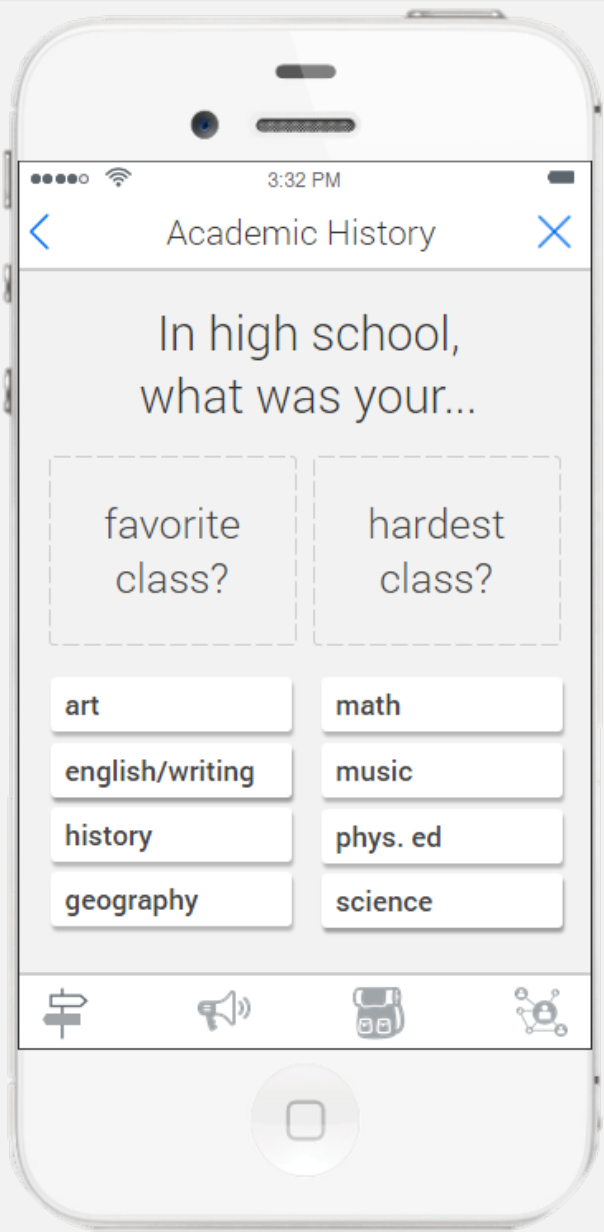 3:32 PM
Academic History
In high school,
what was your...
favorite
class?
hardest
class?
art
math
english/writing
music
history
phys. ed
geography
science